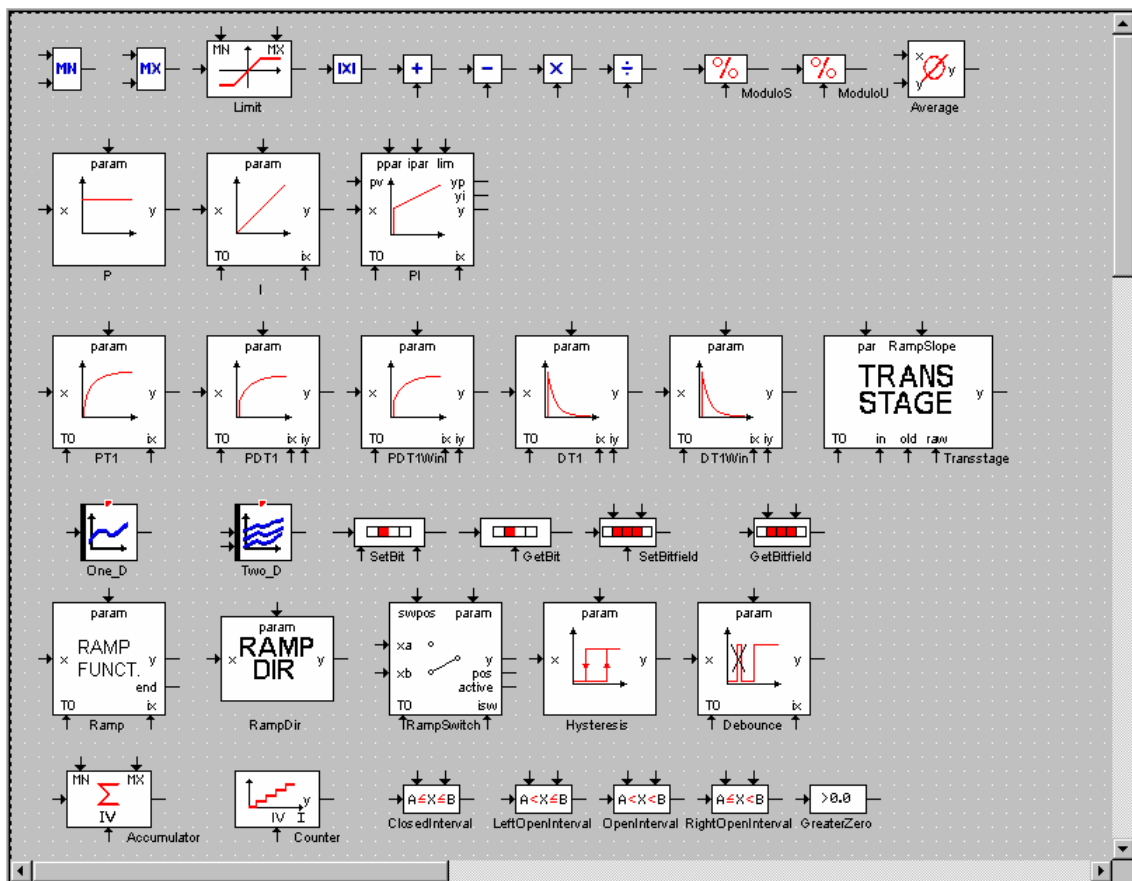 MN MX MN MX |X| + − × ÷ % % x y y
Limit ModuloS ModuloU Average
param param ppar ipar lim
pv yp
yi
x y x y x y
T0 ix T0 ix
P I PI
param param param param param par RampSlope
TRANS
STAGE
x y x y x y x y x y y
T0 ix T0 ix iy T0 ix iy T0 ix iy T0 ix iy T0 in old raw
PT1 PDT1 PDT1Win DT1 DT1Win Transstage
One_D Two_D SetBit GetBit SetBitfield GetBitfield
param param swpos param param param
RAMP
FUNCT.
x y
end
T0 ix
RAMP
DIR
x y
xa
xb y
pos
active
T0 isw
x y
x y
T0 ix
Ramp RampDir RampSwitch Hysteresis Debounce
MN MX
Σ
IV
y
IV I
A≤X≤B A<X≤B A<X<B A≤X<B >0.0
Accumulator Counter ClosedInterval LeftOpenInterval OpenInterval RightOpenInterval GreaterZero